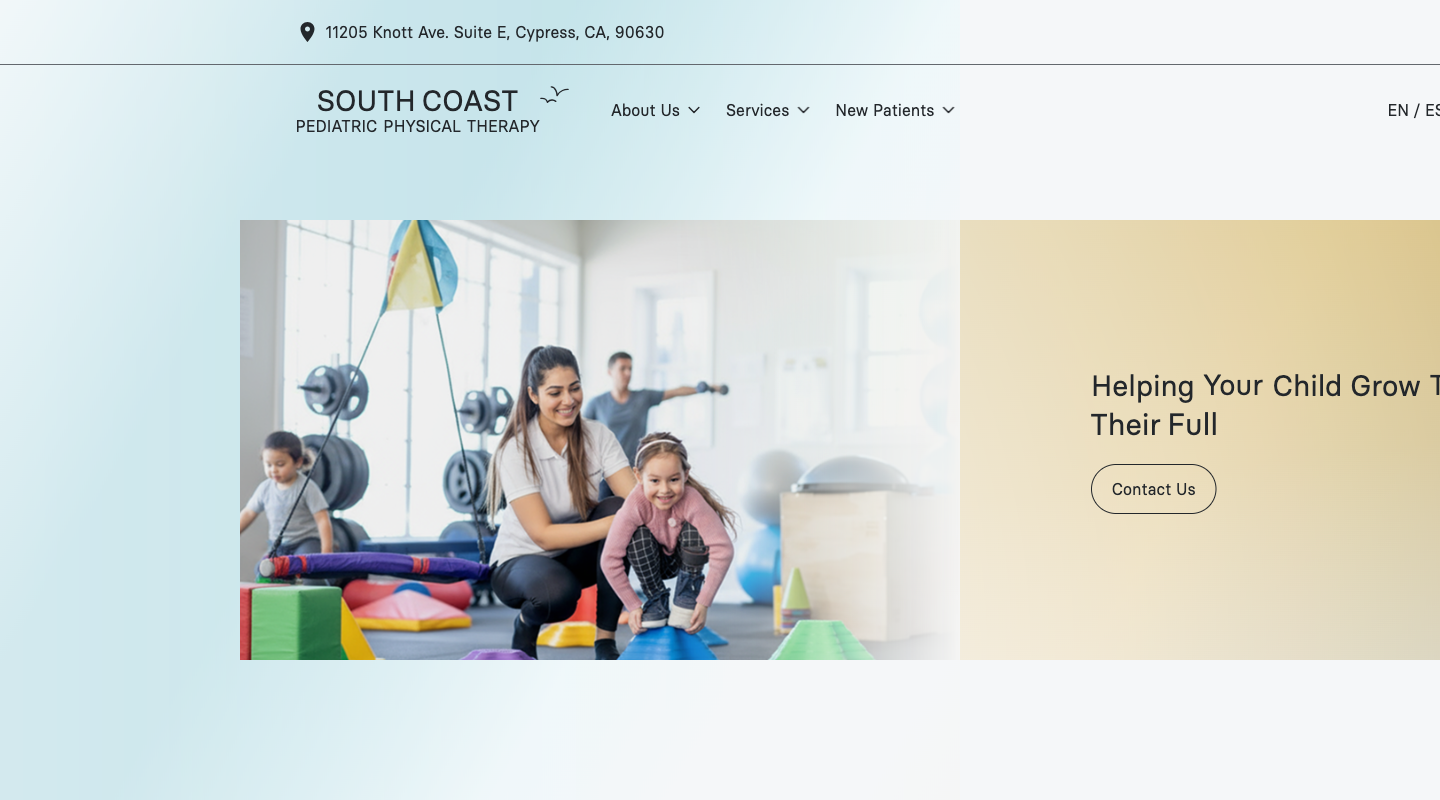 11205 Knott Ave. Suite E, Cypress, CA, 90630
SOUTH COAST
PEDIATRIC PHYSICAL THERAPY
About Us
Services
New Patients
EN / ES
Helping Your Child Grow T
Their Full
Contact Us